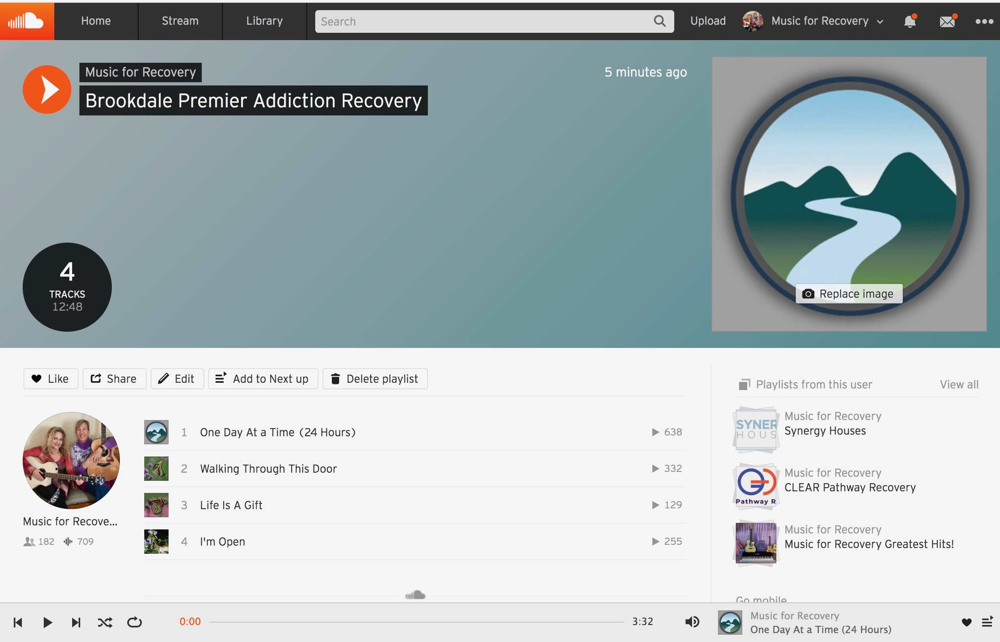 Home
Stream
Library
Search
Upload
Music for Recovery
Music for Recovery
5 minutes ago
Brookdale Premier Addiction Recovery
4
TRACKS
12:48
Replace image
Like
Share
Edit
Add to Next up
Delete playlist
Music for Recove...
182
709
1 One Day At a Time (24 Hours) 638
2 Walking Through This Door 332
3 Life Is A Gift 129
4 I'm Open 255
Playlists from this user
View all
SYNER
HOUS
Music for Recovery
Synergy Houses
Pathway R
Music for Recovery
CLEAR Pathway Recovery
Music for Recovery
Music for Recovery Greatest Hits!
Go mobile
0:00
3:32
Music for Recovery
One Day At a Time (24 Hours)